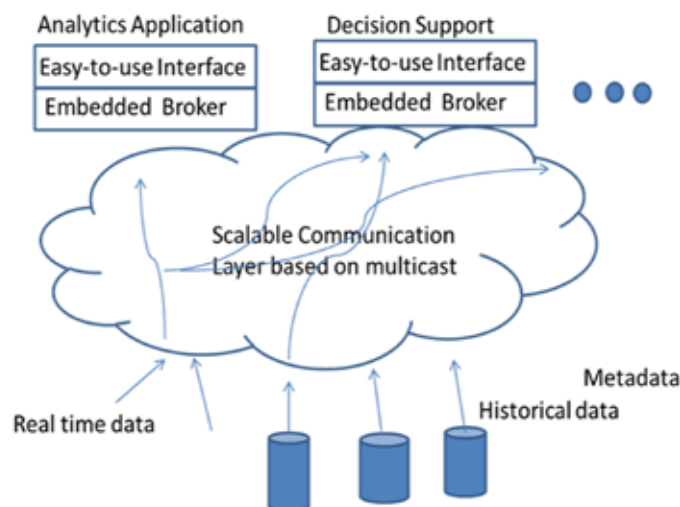 Analytics Application
Decision Support
Easy-to-use Interface
Embedded Broker
Easy-to-use Interface
Embedded Broker
Scalable Communication
Layer based on multicast
Metadata
Historical data
Real time data